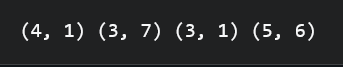 (4, 1) (3, 7) (3, 1) (5, 6)